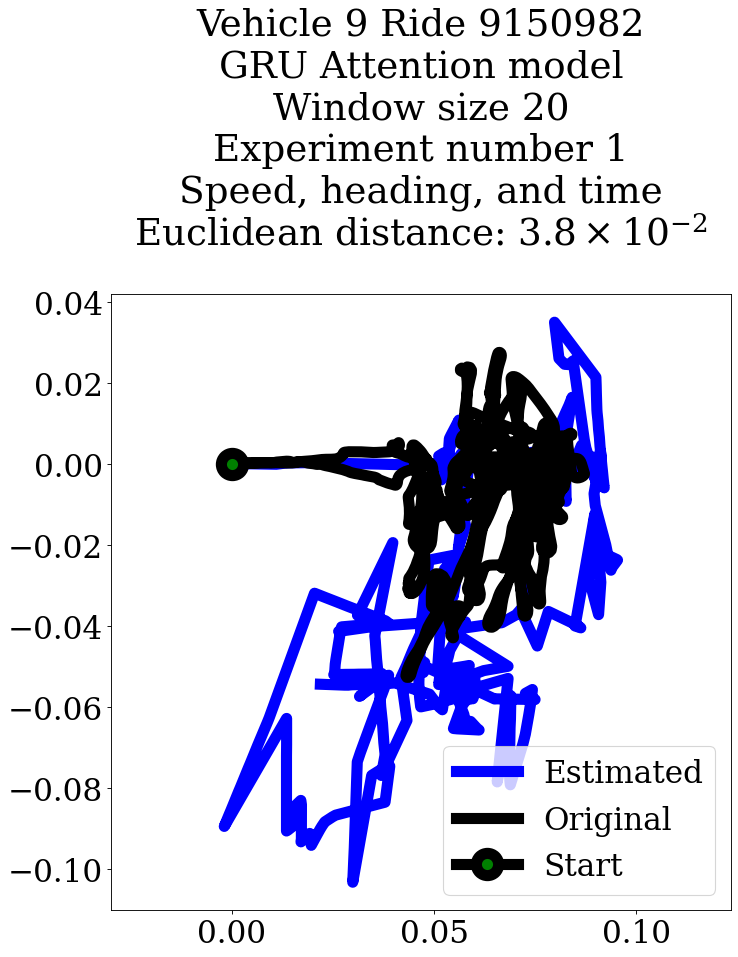 Vehicle 9 Ride 9150982
GRU Attention model
Window size 20
Experiment number 1
Speed, heading, and time
Euclidean distance: 3.8 × 10⁻²
0.04
0.02
0.00
−0.02
−0.04
−0.06
−0.08
−0.10
Estimated
Original
Start
0.00 0.05 0.10